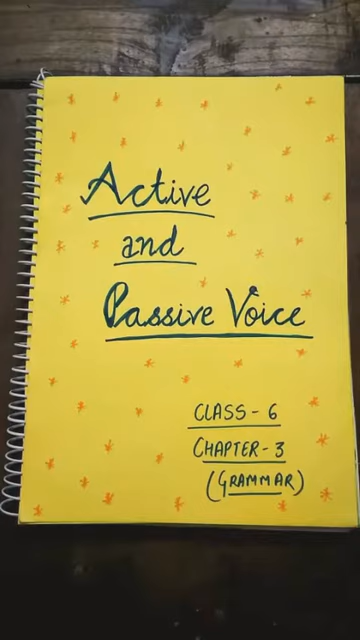 Active
and
Passive Voice
CLASS - 6
CHAPTER - 3
(GRAMMAR)